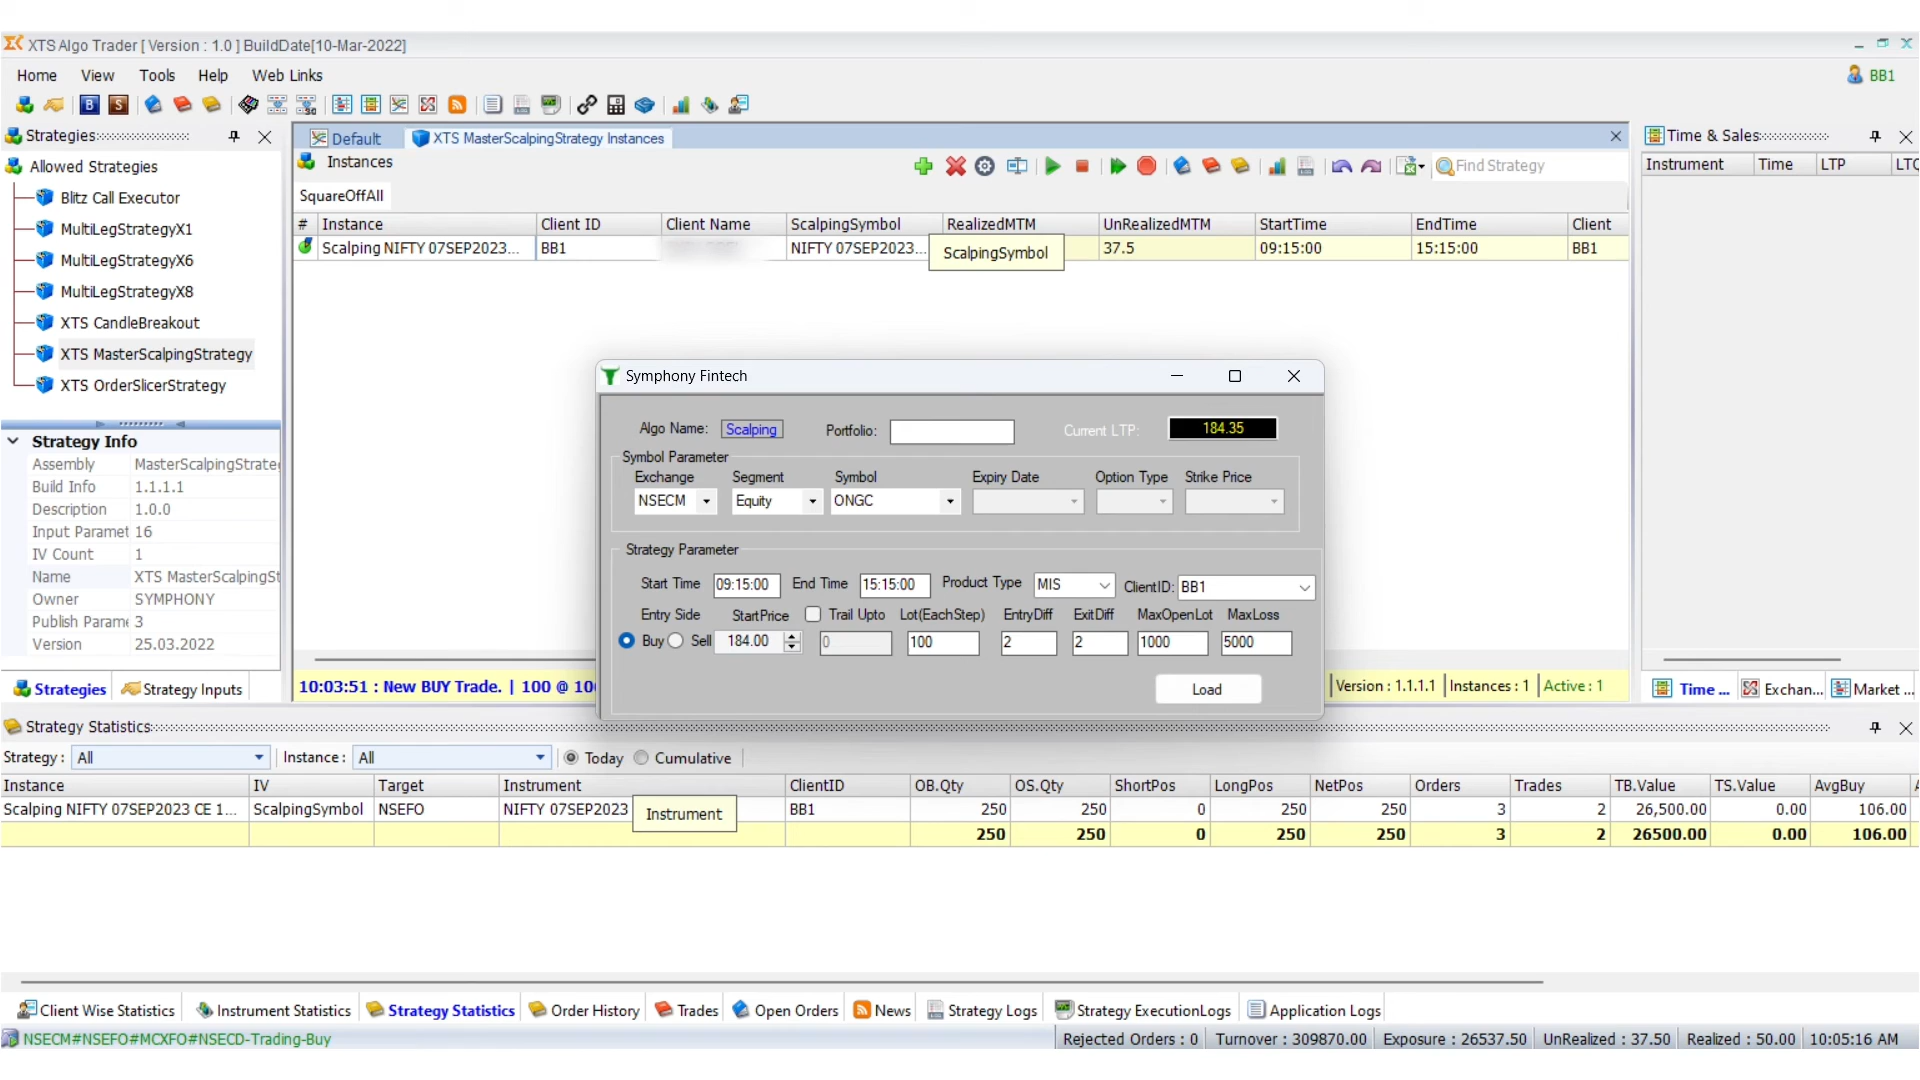 XTS Algo Trader [ Version : 1.0 ] BuildDate[10-Mar-2022]
Home View Tools Help Web Links
BB1
Strategies
Allowed Strategies
Blitz Call Executor
MultiLegStrategyX1
MultiLegStrategyX6
MultiLegStrategyX8
XTS CandleBreakout
XTS MasterScalpingStrategy
XTS OrderSlicerStrategy
Strategy Info
Assembly MasterScalpingStrateg
Build Info 1.1.1.1
Description 1.0.0
Input Paramet 16
IV Count 1
Name XTS MasterScalpingSt
Owner SYMPHONY
Publish Parame 3
Version 25.03.2022
Strategies Strategy Inputs
Default XTS MasterScalpingStrategy Instances
Instances
Find Strategy
SquareOffAll
# Instance Client ID Client Name ScalpingSymbol RealizedMTM UnRealizedMTM StartTime EndTime Client
Scalping NIFTY 07SEP2023... BB1 NIFTY 07SEP2023... 37.5 09:15:00 15:15:00 BB1
ScalpingSymbol
Symphony Fintech
Algo Name: Scalping Portfolio: Current LTP: 184.35
Symbol Parameter
Exchange Segment Symbol Expiry Date Option Type Strike Price
NSECM Equity ONGC
Strategy Parameter
Start Time 09:15:00 End Time 15:15:00 Product Type MIS ClientID: BB1
Entry Side StartPrice Trail Upto Lot(EachStep) EntryDiff ExitDiff MaxOpenLot MaxLoss
Buy Sell 184.00 0 100 2 2 1000 5000
Load
10:03:51 : New BUY Trade. | 100 @ 10
Version : 1.1.1.1 Instances : 1 Active : 1
Time & Sales
Instrument Time LTP LTQ
Time ... Exchan... Market ...
Strategy Statistics
Strategy : All Instance : All Today Cumulative
Instance IV Target Instrument ClientID OB.Qty OS.Qty ShortPos LongPos NetPos Orders Trades TB.Value TS.Value AvgBuy
Scalping NIFTY 07SEP2023 CE 1... ScalpingSymbol NSEFO NIFTY 07SEP2023 BB1 250 250 0 250 250 3 2 26,500.00 0.00 106.00
Instrument
250 250 0 250 250 3 2 26500.00 0.00 106.00
Client Wise Statistics Instrument Statistics Strategy Statistics Order History Trades Open Orders News Strategy Logs Strategy ExecutionLogs Application Logs
NSECM#NSEFO#MCXFO#NSECD-Trading-Buy
Rejected Orders : 0 Turnover : 309870.00 Exposure : 26537.50 UnRealized : 37.50 Realized : 50.00 10:05:16 AM